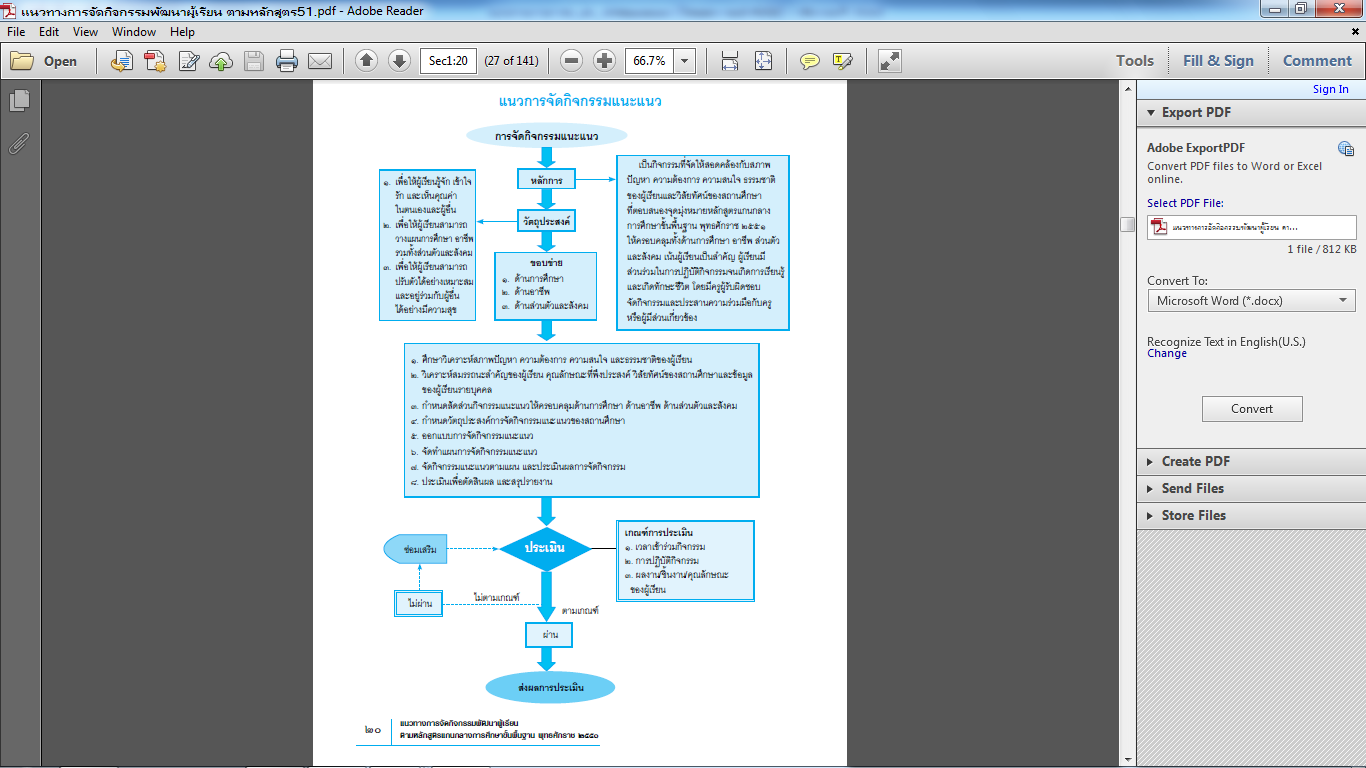 แนวทางการจัดกิจกรรมพัฒนาผู้เรียน ตามหลักสูตร51.pdf - Adobe Reader
File Edit View Window Help
Open
Sec1:20
(27 of 141)
66.7%
Tools
Fill & Sign
Comment
แนวการจัดกิจกรรมแนะแนว
การจัดกิจกรรมแนะแนว
หลักการ
เป็นกิจกรรมที่จัดให้สอดคล้องกับสภาพ
ปัญหา ความต้องการ ความสนใจ ธรรมชาติ
ของผู้เรียนและวิสัยทัศน์ของสถานศึกษา
ที่ตอบสนองจุดมุ่งหมายหลักสูตรแกนกลาง
การศึกษาขั้นพื้นฐาน พุทธศักราช ๒๕๕๑
ให้ครอบคลุมทั้งด้านการศึกษา อาชีพ ส่วนตัว
และสังคม เน้นผู้เรียนเป็นสำคัญ ผู้เรียนมี
ส่วนร่วมในการปฏิบัติกิจกรรมจนเกิดการเรียนรู้
และเกิดทักษะชีวิต โดยมีครูผู้รับผิดชอบ
จัดกิจกรรมและประสานความร่วมมือกับครู
หรือผู้มีส่วนเกี่ยวข้อง
วัตถุประสงค์
๑. เพื่อให้ผู้เรียนรู้จัก เข้าใจ
รัก และเห็นคุณค่า
ในตนเองและผู้อื่น
๒. เพื่อให้ผู้เรียนสามารถ
วางแผนการศึกษา อาชีพ
รวมทั้งส่วนตัวและสังคม
๓. เพื่อให้ผู้เรียนสามารถ
ปรับตัวได้อย่างเหมาะสม
และอยู่ร่วมกับผู้อื่น
ได้อย่างมีความสุข
ขอบข่าย
๑. ด้านการศึกษา
๒. ด้านอาชีพ
๓. ด้านส่วนตัวและสังคม
๑. ศึกษาวิเคราะห์สภาพปัญหา ความต้องการ ความสนใจ และธรรมชาติของผู้เรียน
๒. วิเคราะห์สมรรถนะสำคัญของผู้เรียน คุณลักษณะที่พึงประสงค์ วิสัยทัศน์ของสถานศึกษาและข้อมูล
ของผู้เรียนรายบุคคล
๓. กำหนดสัดส่วนกิจกรรมแนะแนวให้ครอบคลุมด้านการศึกษา ด้านอาชีพ ด้านส่วนตัวและสังคม
๔. กำหนดวัตถุประสงค์การจัดกิจกรรมแนะแนวของสถานศึกษา
๕. ออกแบบการจัดกิจกรรมแนะแนว
๖. จัดทำแผนการจัดกิจกรรมแนะแนว
๗. จัดกิจกรรมแนะแนวตามแผน และประเมินผลการจัดกิจกรรม
๘. ประเมินเพื่อตัดสินผล และสรุปรายงาน
ซ่อมเสริม
ประเมิน
เกณฑ์การประเมิน
๑. เวลาเข้าร่วมกิจกรรม
๒. การปฏิบัติกิจกรรม
๓. ผลงาน/ชิ้นงาน/คุณลักษณะ
ของผู้เรียน
ไม่ผ่าน
ไม่ตามเกณฑ์
ตามเกณฑ์
ผ่าน
ส่งผลการประเมิน
๒๐
แนวทางการจัดกิจกรรมพัฒนาผู้เรียน
ตามหลักสูตรแกนกลางการศึกษาขั้นพื้นฐาน พุทธศักราช ๒๕๕๑
Sign In
Export PDF
Adobe ExportPDF
Convert PDF files to Word or Excel
online.
Select PDF File:
แนวทางการจัดกิจกรรมพัฒนาผู้เรียน ตา...
1 file / 812 KB
Convert To:
Microsoft Word (*.docx)
Recognize Text in English(U.S.)
Change
Convert
Create PDF
Send Files
Store Files